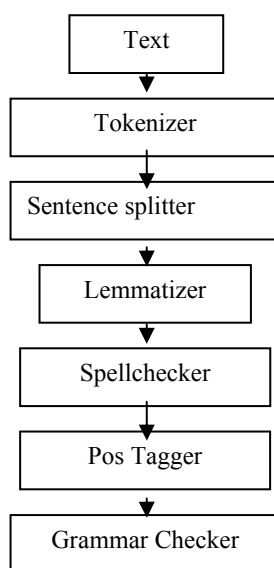 Text
Tokenizer
Sentence splitter
Lemmatizer
Spellchecker
Pos Tagger
Grammar Checker